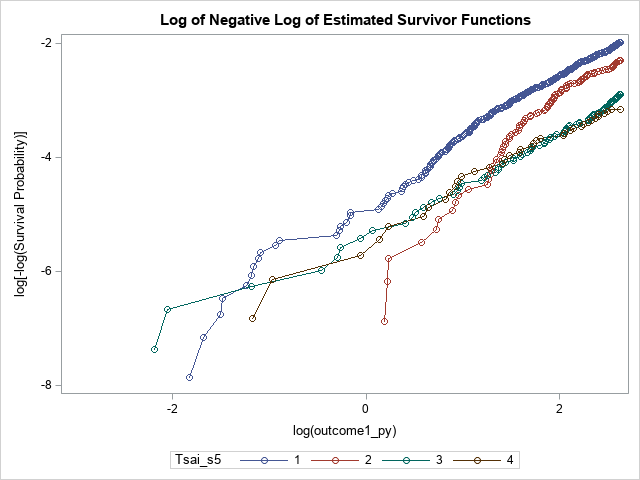 Log of Negative Log of Estimated Survivor Functions
log[-log(Survival Probability)]
-2
-4
-6
-8
-2 0 2
log(outcome1_py)
Tsai_s5 1 2 3 4